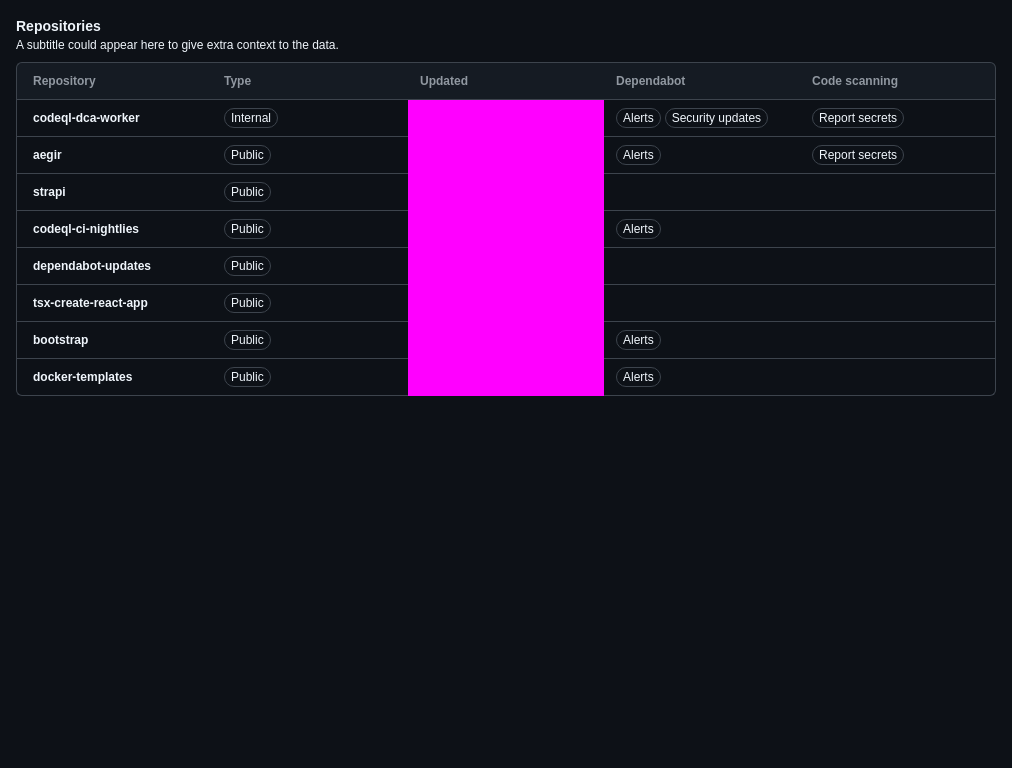 Repositories
A subtitle could appear here to give extra context to the data.
Repository Type Updated Dependabot Code scanning
codeql-dca-worker Internal Alerts Security updates Report secrets
aegir Public Alerts Report secrets
strapi Public
codeql-ci-nightlies Public Alerts
dependabot-updates Public
tsx-create-react-app Public
bootstrap Public Alerts
docker-templates Public Alerts